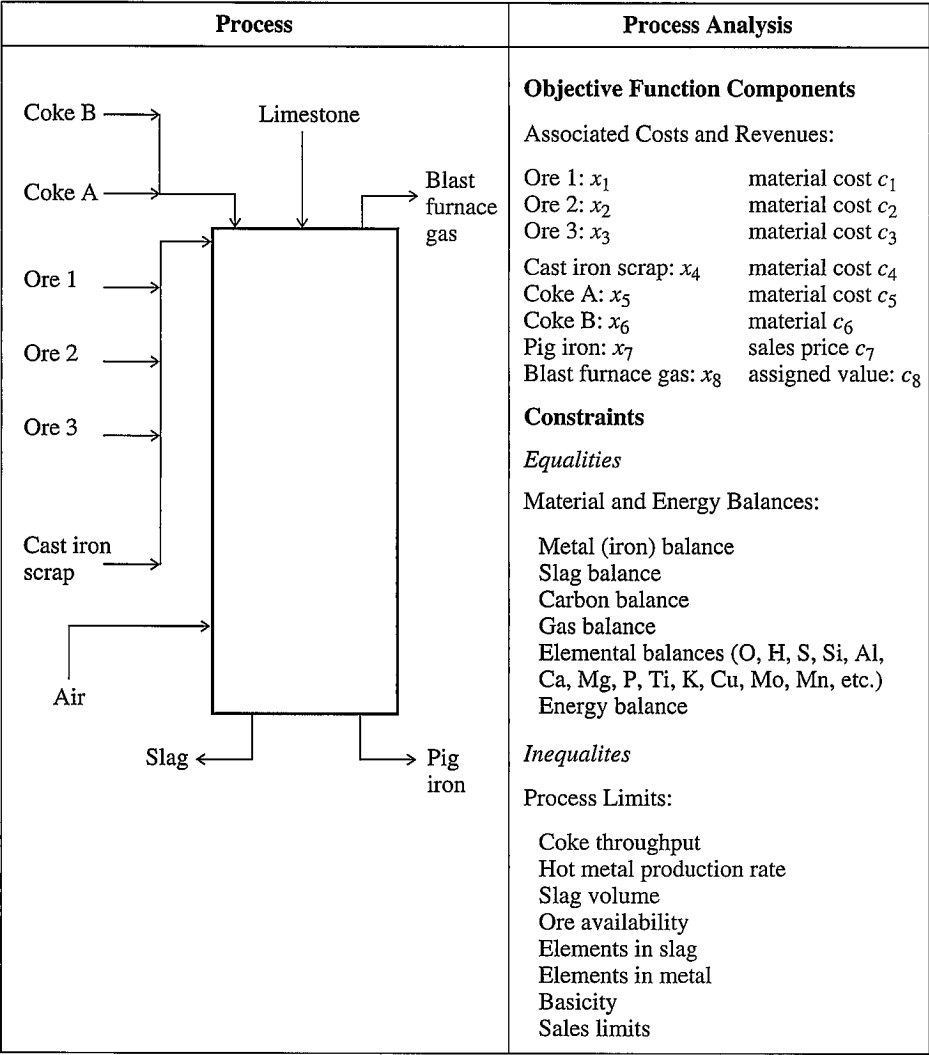 Process
Process Analysis
Coke B
Limestone
Coke A
Blast
furnace
gas
Ore 1
Ore 2
Ore 3
Cast iron
scrap
Air
Slag
Pig
iron
Objective Function Components
Associated Costs and Revenues:
Ore 1: x1 material cost c1
Ore 2: x2 material cost c2
Ore 3: x3 material cost c3
Cast iron scrap: x4 material cost c4
Coke A: x5 material cost c5
Coke B: x6 material c6
Pig iron: x7 sales price c7
Blast furnace gas: x8 assigned value: c8
Constraints
Equalities
Material and Energy Balances:
Metal (iron) balance
Slag balance
Carbon balance
Gas balance
Elemental balances (O, H, S, Si, Al,
Ca, Mg, P, Ti, K, Cu, Mo, Mn, etc.)
Energy balance
Inequalites
Process Limits:
Coke throughput
Hot metal production rate
Slag volume
Ore availability
Elements in slag
Elements in metal
Basicity
Sales limits